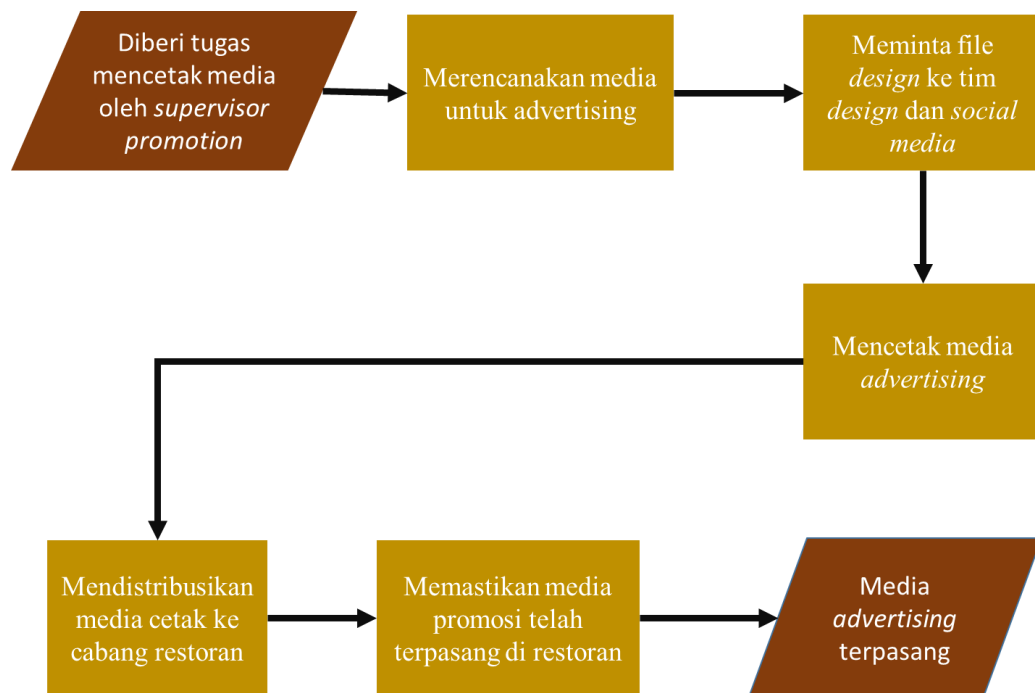 Diberi tugas
mencetak media
oleh supervisor
promotion
Merencanakan media
untuk advertising
Meminta file
design ke tim
design dan social
media
Mencetak media
advertising
Mendistribusikan
media cetak ke
cabang restoran
Memastikan media
promosi telah
terpasang di restoran
Media
advertising
terpasang